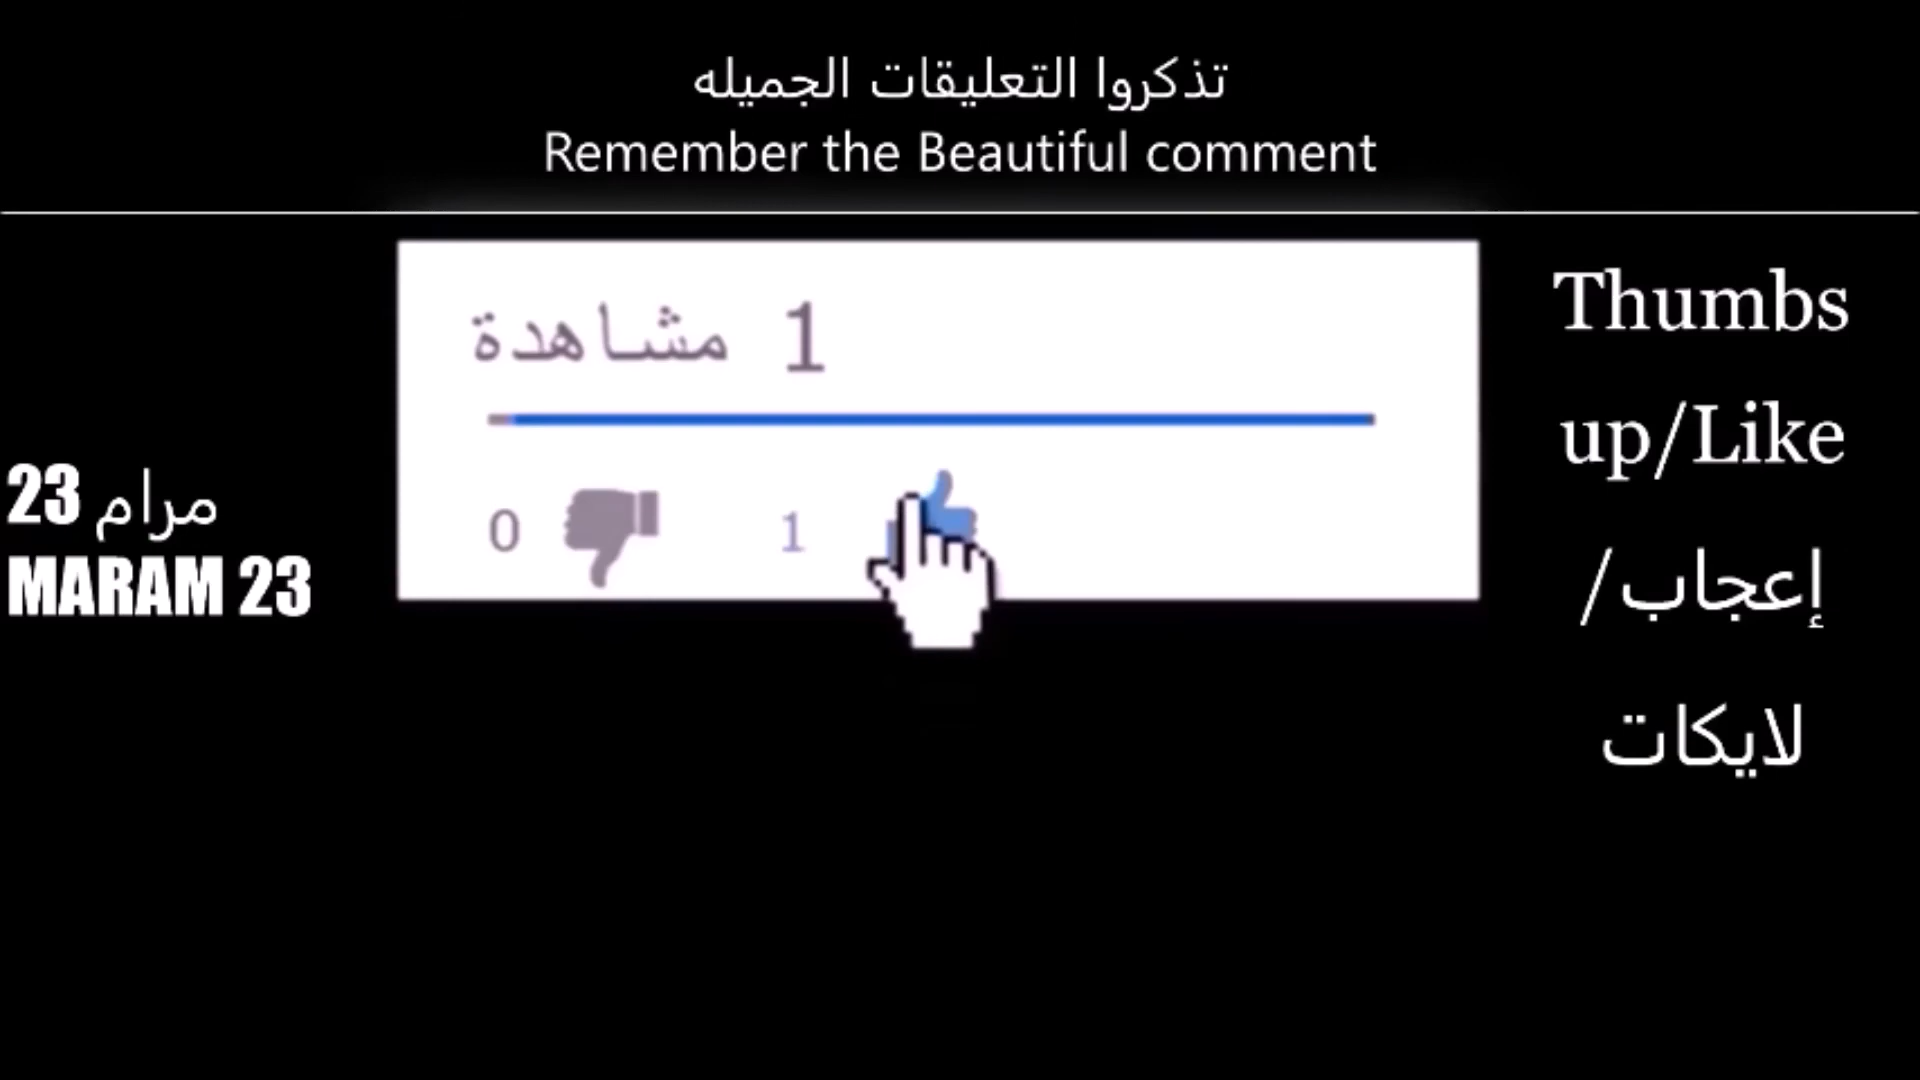 تذكروا التعليقات الجميله
Remember the Beautiful comment
1 مشاهدة
0 1
مرام 23
MARAM 23
Thumbs
up/Like
إعجاب/
لايكات